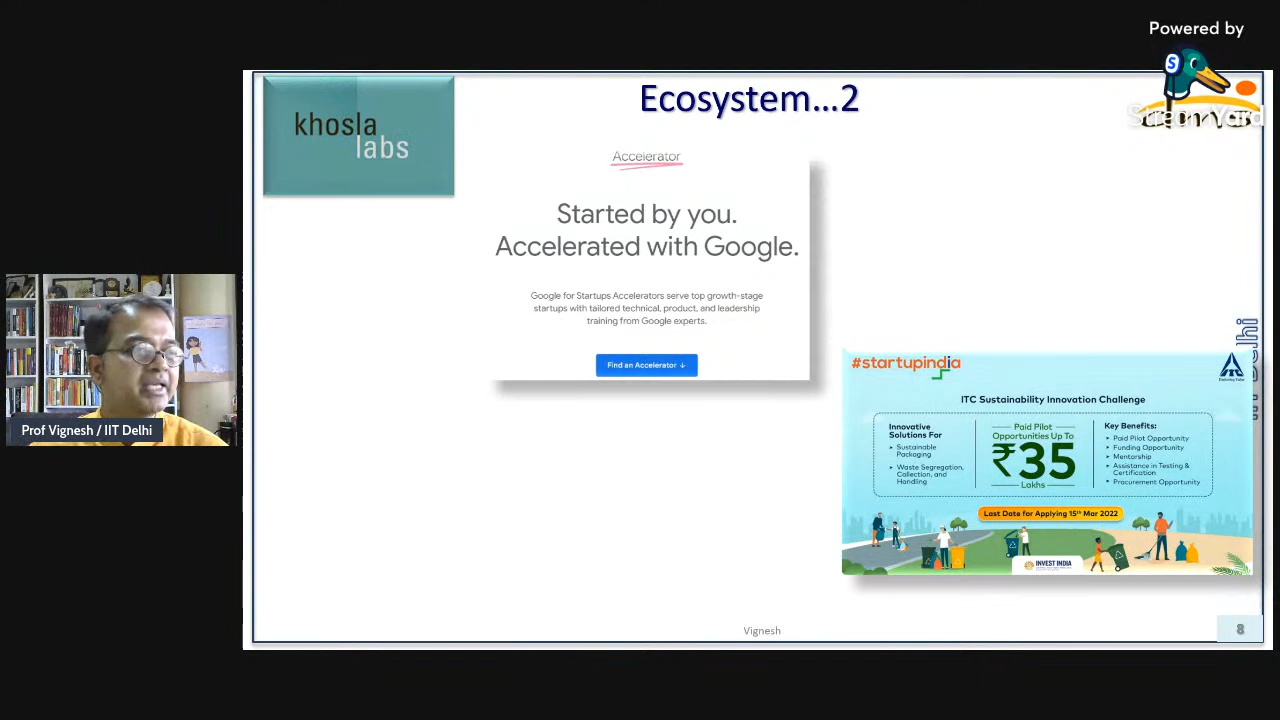 Powered by
StreamYard
khosla
labs
Ecosystem...2
Accelerator
Started by you.
Accelerated with Google.
Google for Startups Accelerators serve top growth-stage
startups with tailored technical, product, and leadership
training from Google experts.
Find an Accelerator ↓
Prof Vignesh / IIT Delhi
#startupindia
ITC
ITC Sustainability Innovation Challenge
Innovative
Solutions For
▸ Sustainable
Packaging
▸ Waste Segregation,
Collection, and
Handling
Paid Pilot
Opportunities Up To
₹35
Lakhs
Key Benefits:
▸ Paid Pilot Opportunity
▸ Funding Opportunity
▸ Mentorship
▸ Assistance in Testing &
Certification
▸ Procurement Opportunity
Last Date for Applying 15th Mar 2022
INVEST INDIA
Vignesh
8